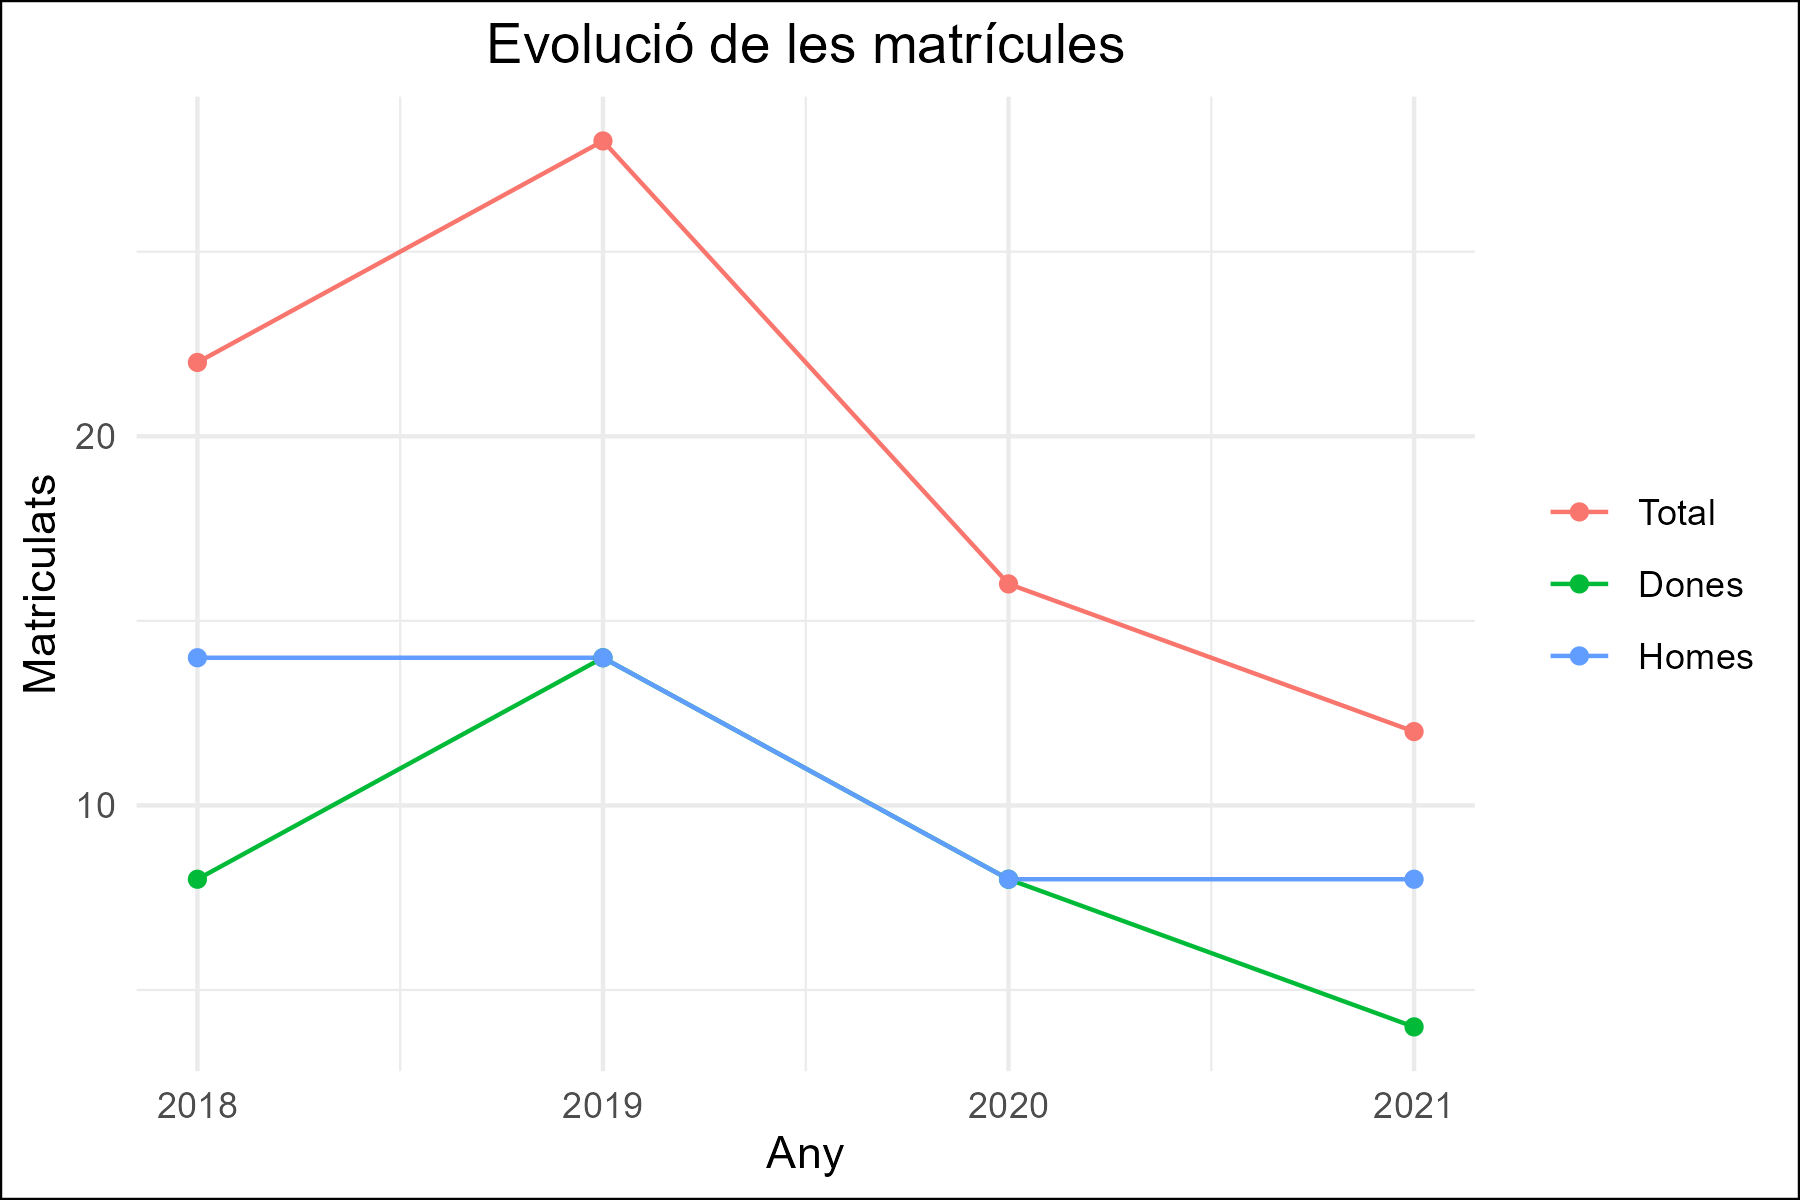 Evolució de les matrícules
Matriculats
20
10
2018
2019
2020
2021
Any
Total
Dones
Homes